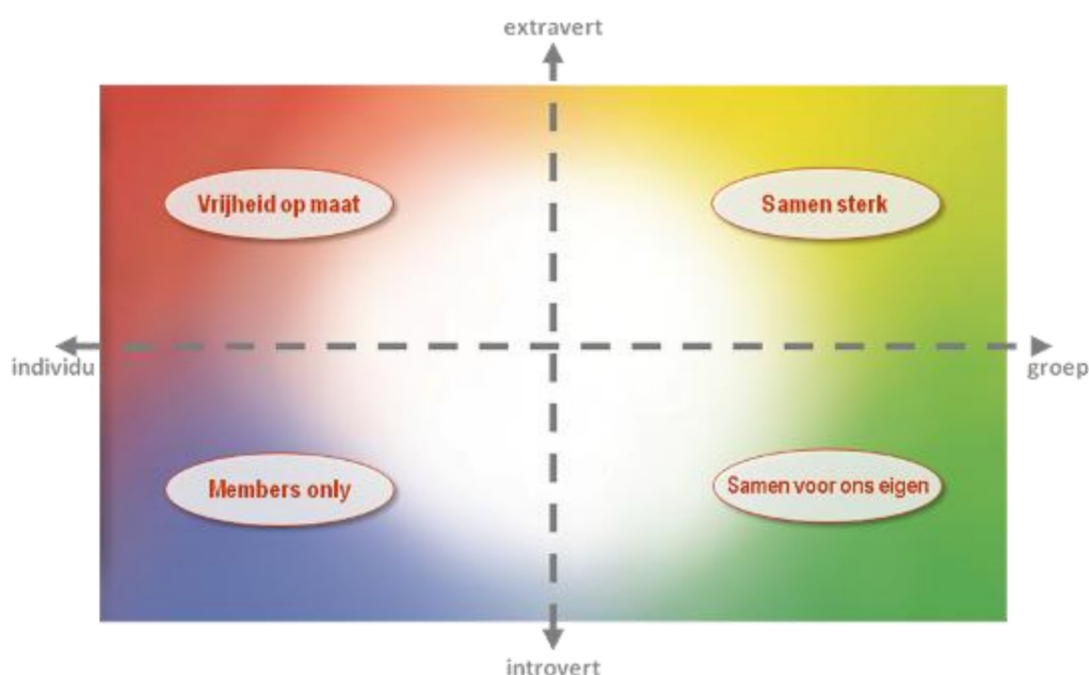 extravert
Vrijheid op maat
Samen sterk
individu
groep
Members only
Samen voor ons eigen
introvert